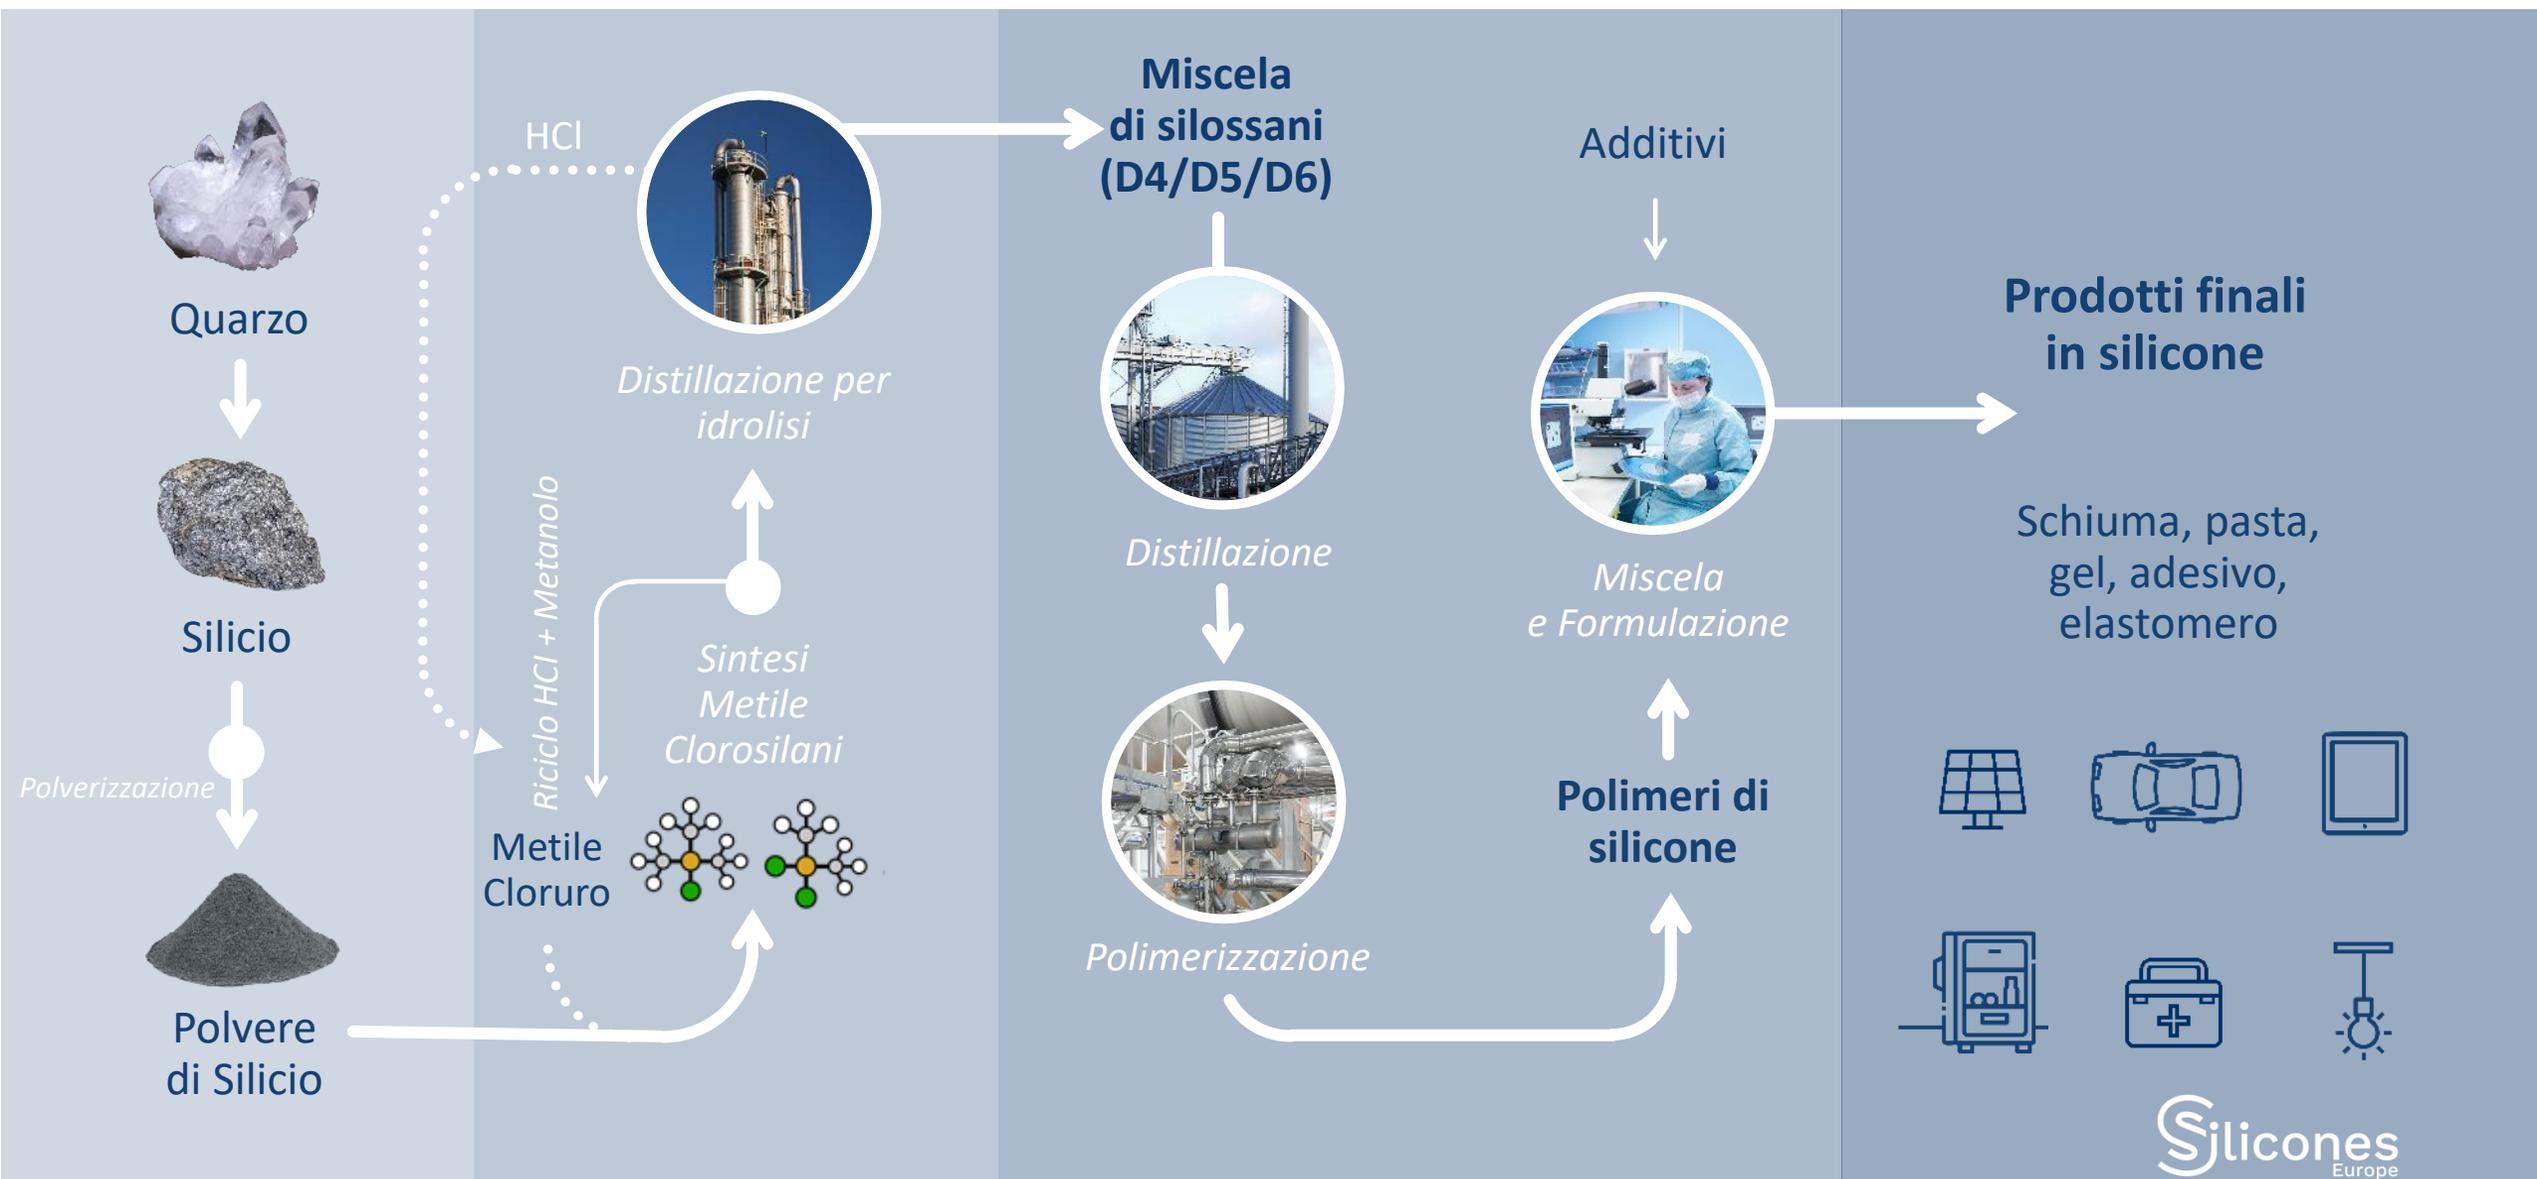 Quarzo
Silicio
Polverizzazione
Polvere
di Silicio
HCl
Distillazione per
idrolisi
Riciclo HCl + Metanolo
Sintesi
Metile
Clorosilani
Metile
Cloruro
Miscela
di silossani
(D4/D5/D6)
Distillazione
Polimerizzazione
Additivi
Miscela
e Formulazione
Polimeri di
silicone
Prodotti finali
in silicone
Schiuma, pasta,
gel, adesivo,
elastomero
Silicones
Europe